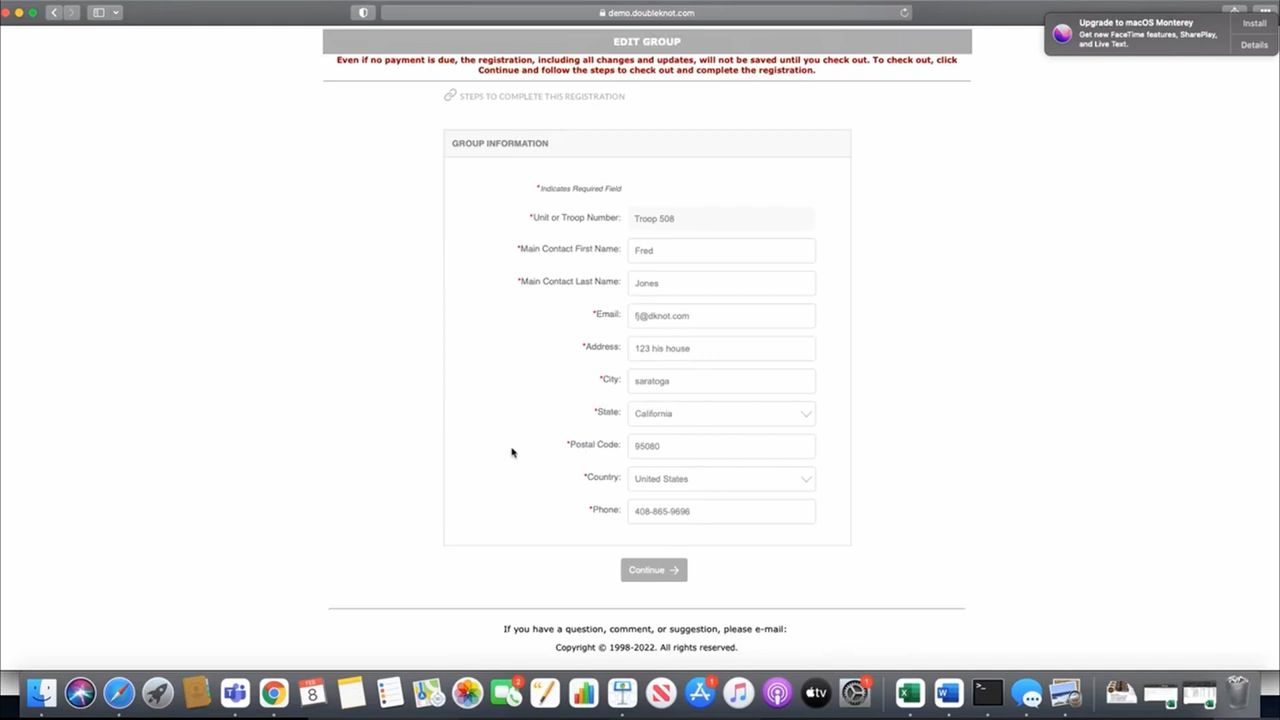 demo.doubleknot.com
Upgrade to macOS Monterey
Get new FaceTime features, SharePlay,
and Live Text.
Install
Details
EDIT GROUP
Even if no payment is due, the registration, including all changes and updates, will not be saved until you check out. To check out, click
Continue and follow the steps to check out and complete the registration.
STEPS TO COMPLETE THIS REGISTRATION
GROUP INFORMATION
*Indicates Required Field
*Unit or Troop Number: Troop 508
*Main Contact First Name: Fred
*Main Contact Last Name: Jones
*Email: fj@dknot.com
*Address: 123 his house
*City: saratoga
*State: California
*Postal Code: 95080
*Country: United States
*Phone: 408-865-9696
Continue →
If you have a question, comment, or suggestion, please e-mail:
Copyright © 1998-2022. All rights reserved.
FEB
8
2
1
tv
1